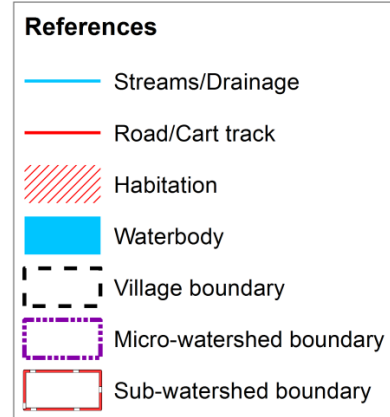 References
Streams/Drainage
Road/Cart track
Habitation
Waterbody
Village boundary
Micro-watershed boundary
Sub-watershed boundary